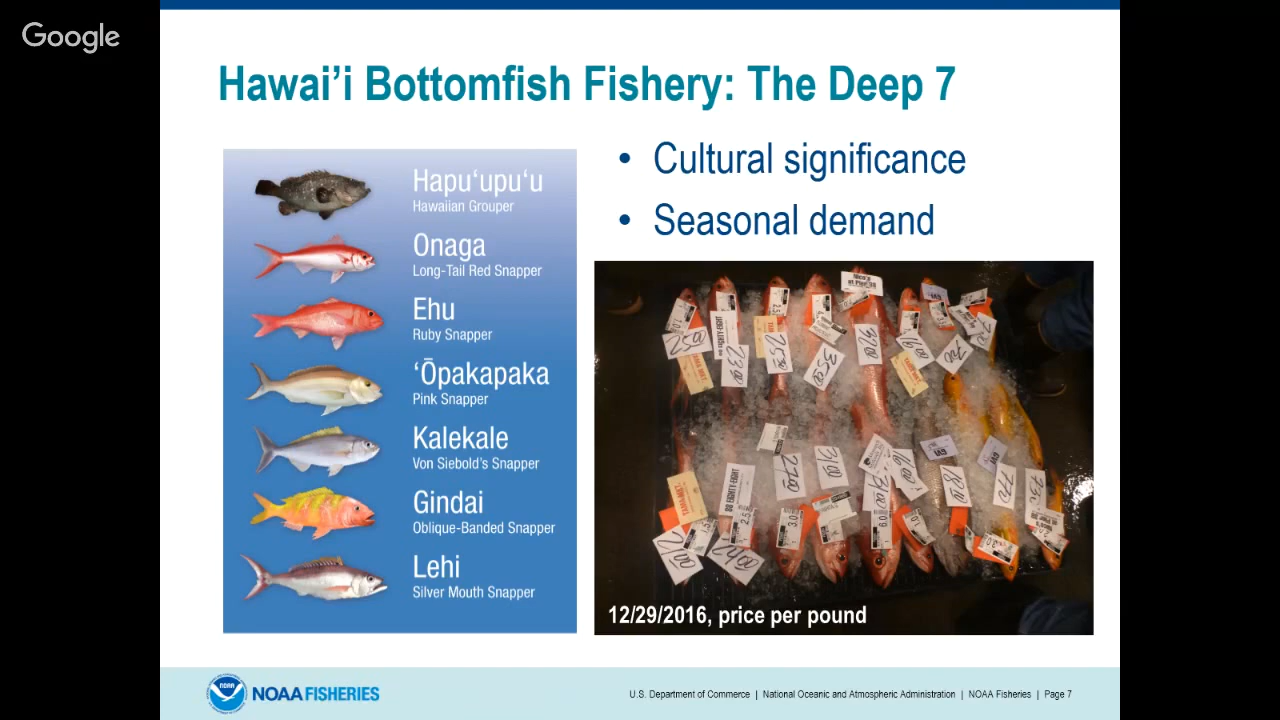 Google
Hawai’i Bottomfish Fishery: The Deep 7
Hapu‘upu‘u
Hawaiian Grouper
Onaga
Long-Tail Red Snapper
Ehu
Ruby Snapper
‘Ōpakapaka
Pink Snapper
Kalekale
Von Siebold's Snapper
Gindai
Oblique-Banded Snapper
Lehi
Silver Mouth Snapper
• Cultural significance
• Seasonal demand
12/29/2016, price per pound
NOAA
NOAA FISHERIES
U.S. Department of Commerce | National Oceanic and Atmospheric Administration | NOAA Fisheries | Page 7